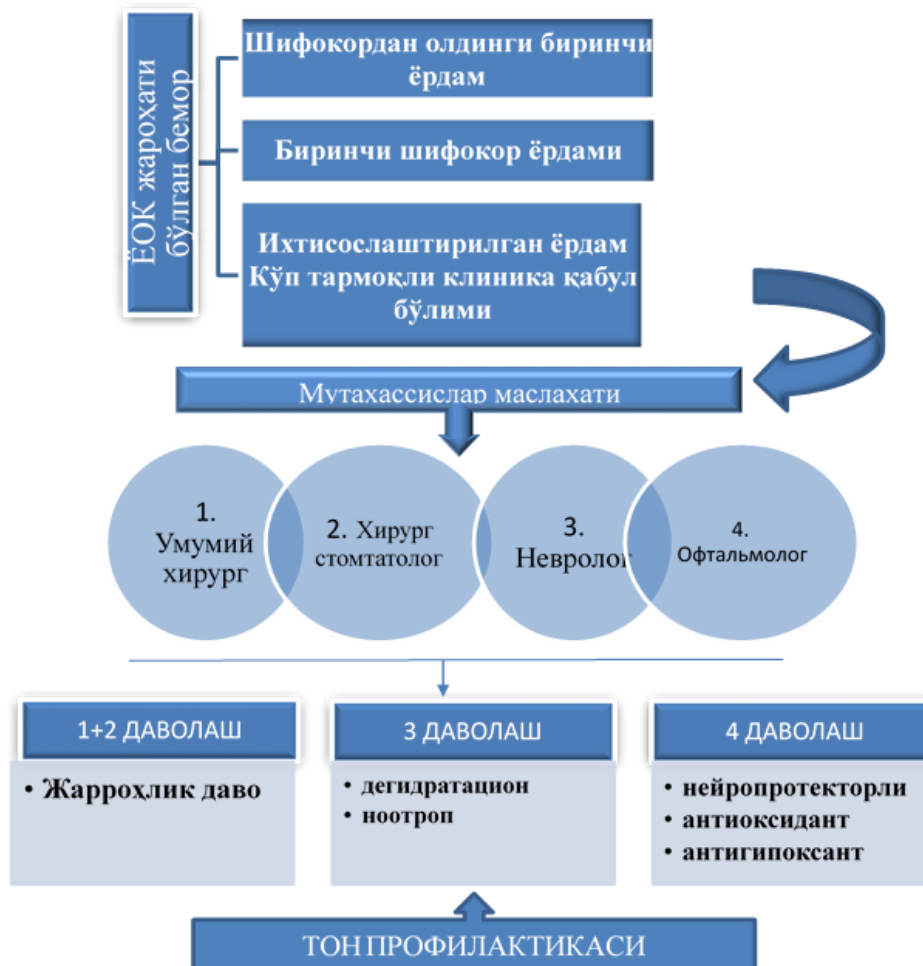 ЁОК жароҳати
бўлган бемор
Шифокордан олдинги биринчи
ёрдам
Биринчи шифокор ёрдами
Ихтисослаштирилган ёрдам
Кўп тармоқли клиника қабул
бўлими
Мутахассислар маслахати
1.
Умумий
хирург
2. Хирург
стомтатолог
3.
Невролог
4.
Офтальмолог
1+2 ДАВОЛАШ
• Жарроҳлик даво
3 ДАВОЛАШ
• дегидратацион
• ноотроп
4 ДАВОЛАШ
• нейропротекторли
• антиоксидант
• антигипоксант
ТОН ПРОФИЛАКТИКАСИ